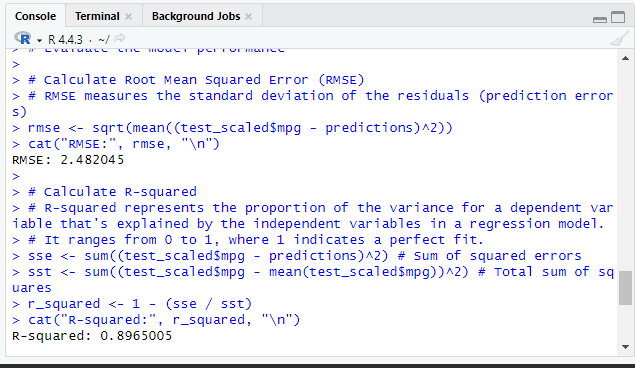 Console Terminal × Background Jobs ×
R R 4.4.3 · ~/
> # Evaluate the model performance
>
> # Calculate Root Mean Squared Error (RMSE)
> # RMSE measures the standard deviation of the residuals (prediction error
s)
> rmse <- sqrt(mean((test_scaled$mpg - predictions)^2))
> cat("RMSE:", rmse, "\n")
RMSE: 2.482045
>
> # Calculate R-squared
> # R-squared represents the proportion of the variance for a dependent var
iable that's explained by the independent variables in a regression model.
> # It ranges from 0 to 1, where 1 indicates a perfect fit.
> sse <- sum((test_scaled$mpg - predictions)^2) # Sum of squared errors
> sst <- sum((test_scaled$mpg - mean(test_scaled$mpg))^2) # Total sum of sq
uares
> r_squared <- 1 - (sse / sst)
> cat("R-squared:", r_squared, "\n")
R-squared: 0.8965005